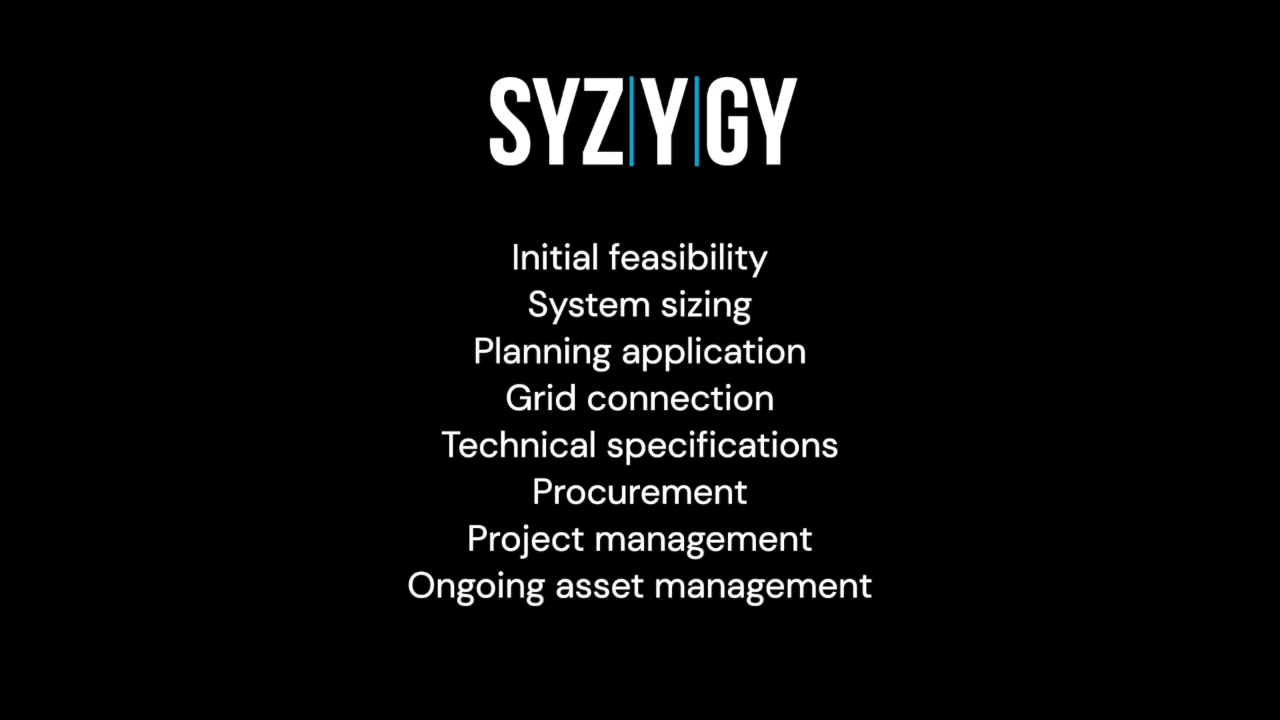 SYZYGY
Initial feasibility
System sizing
Planning application
Grid connection
Technical specifications
Procurement
Project management
Ongoing asset management